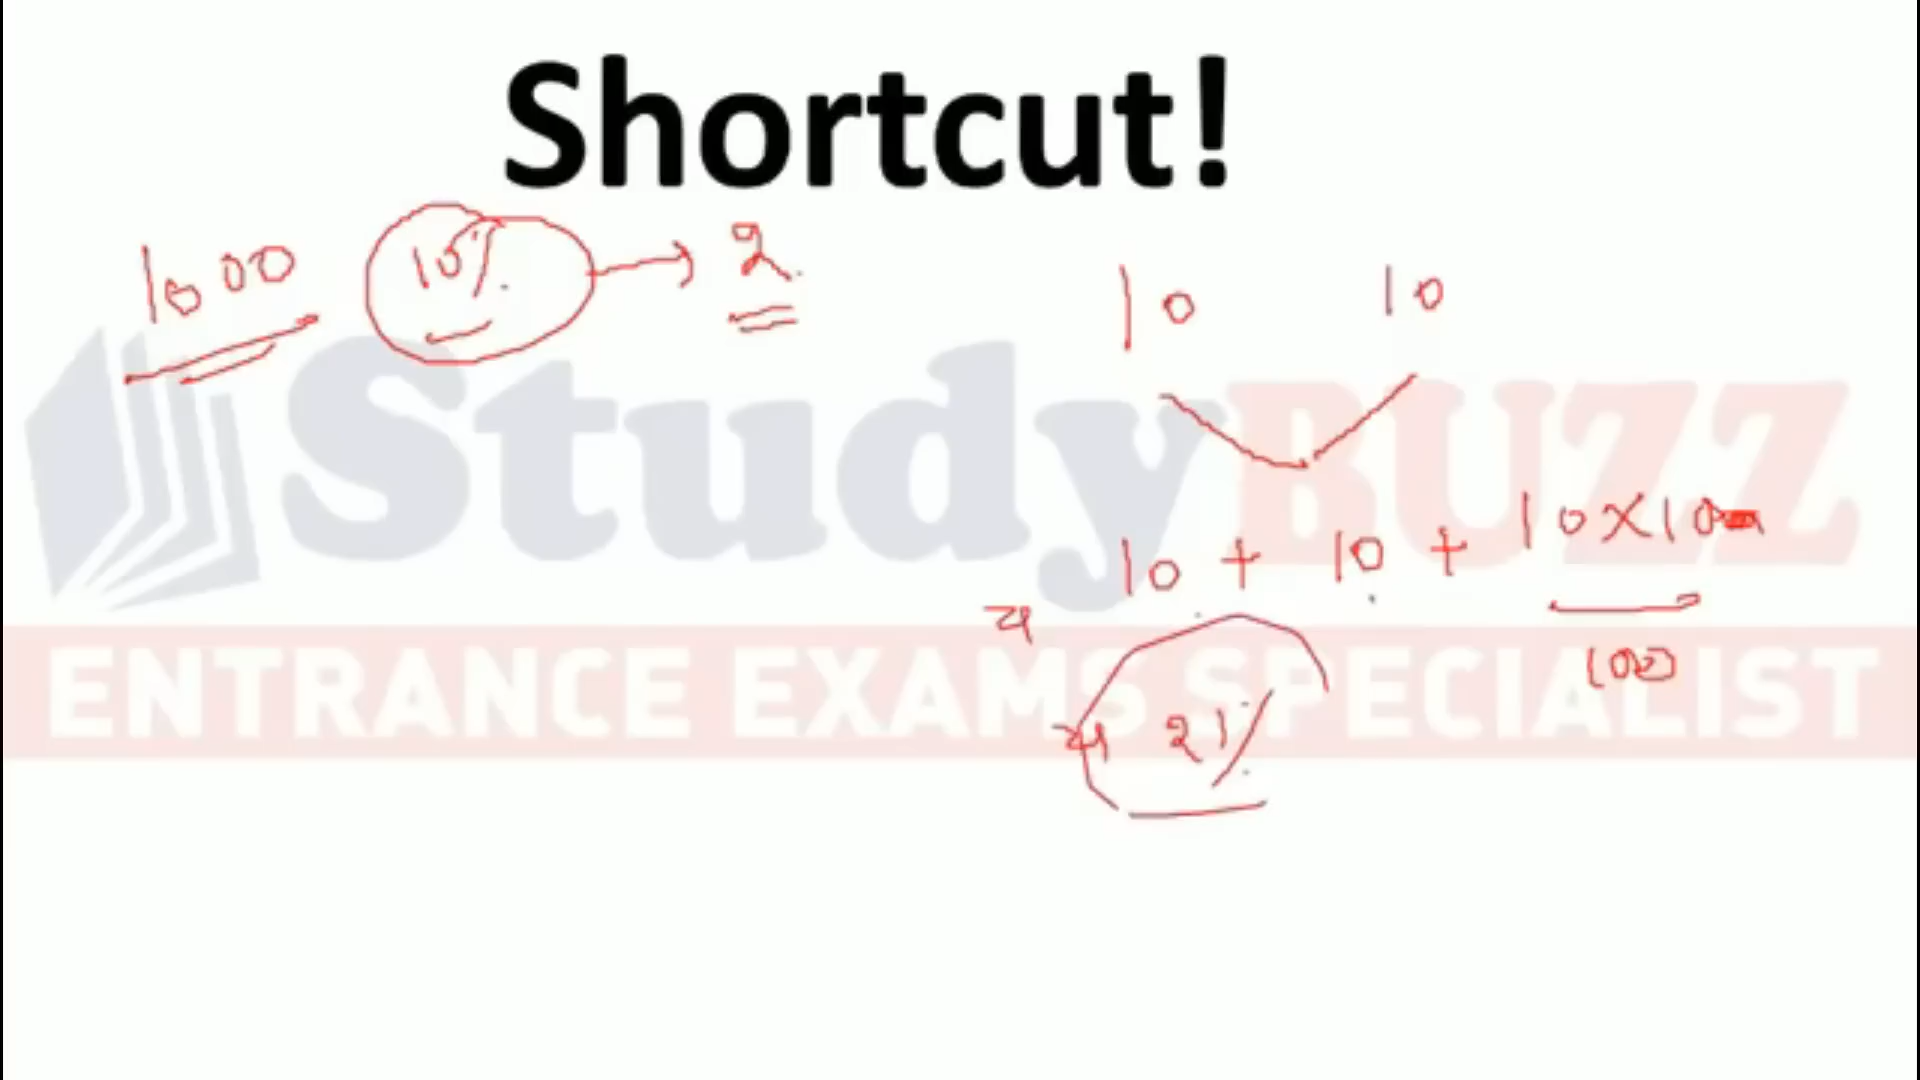 Shortcut!
1000 10% → 2
10 10
StudyBUZZ
10 + 10 + 10×10
100
ENTRANCE EXAMS SPECIALIST
21%